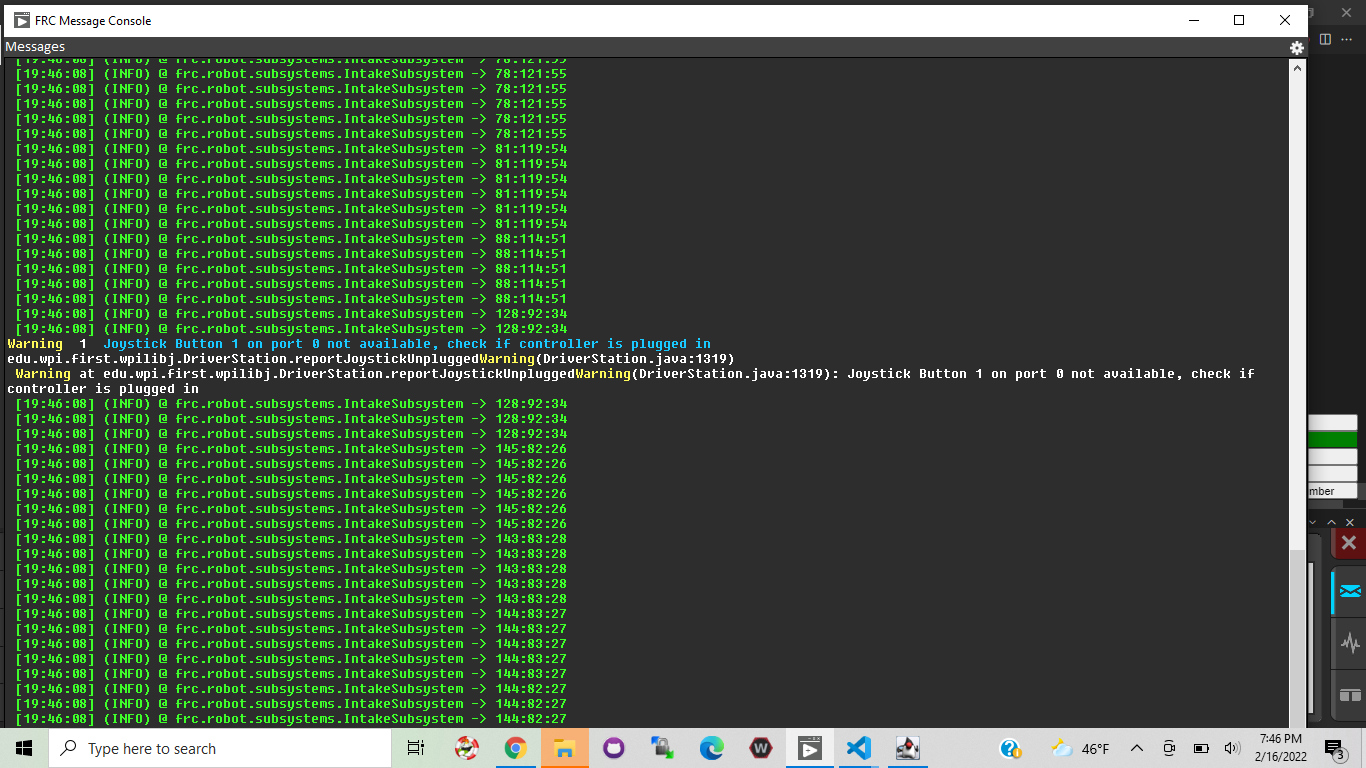 FRC Message Console
Messages
[19:46:08] (INFO) @ frc.robot.subsystems.IntakeSubsystem -> 78:121:55
[19:46:08] (INFO) @ frc.robot.subsystems.IntakeSubsystem -> 78:121:55
[19:46:08] (INFO) @ frc.robot.subsystems.IntakeSubsystem -> 78:121:55
[19:46:08] (INFO) @ frc.robot.subsystems.IntakeSubsystem -> 78:121:55
[19:46:08] (INFO) @ frc.robot.subsystems.IntakeSubsystem -> 78:121:55
[19:46:08] (INFO) @ frc.robot.subsystems.IntakeSubsystem -> 78:121:55
[19:46:08] (INFO) @ frc.robot.subsystems.IntakeSubsystem -> 81:119:54
[19:46:08] (INFO) @ frc.robot.subsystems.IntakeSubsystem -> 81:119:54
[19:46:08] (INFO) @ frc.robot.subsystems.IntakeSubsystem -> 81:119:54
[19:46:08] (INFO) @ frc.robot.subsystems.IntakeSubsystem -> 81:119:54
[19:46:08] (INFO) @ frc.robot.subsystems.IntakeSubsystem -> 81:119:54
[19:46:08] (INFO) @ frc.robot.subsystems.IntakeSubsystem -> 81:119:54
[19:46:08] (INFO) @ frc.robot.subsystems.IntakeSubsystem -> 88:114:51
[19:46:08] (INFO) @ frc.robot.subsystems.IntakeSubsystem -> 88:114:51
[19:46:08] (INFO) @ frc.robot.subsystems.IntakeSubsystem -> 88:114:51
[19:46:08] (INFO) @ frc.robot.subsystems.IntakeSubsystem -> 88:114:51
[19:46:08] (INFO) @ frc.robot.subsystems.IntakeSubsystem -> 88:114:51
[19:46:08] (INFO) @ frc.robot.subsystems.IntakeSubsystem -> 128:92:34
[19:46:08] (INFO) @ frc.robot.subsystems.IntakeSubsystem -> 128:92:34
Warning 1 Joystick Button 1 on port 0 not available, check if controller is plugged in
edu.wpi.first.wpilibj.DriverStation.reportJoystickUnpluggedWarning(DriverStation.java:1319)
Warning at edu.wpi.first.wpilibj.DriverStation.reportJoystickUnpluggedWarning(DriverStation.java:1319): Joystick Button 1 on port 0 not available, check if
controller is plugged in
[19:46:08] (INFO) @ frc.robot.subsystems.IntakeSubsystem -> 128:92:34
[19:46:08] (INFO) @ frc.robot.subsystems.IntakeSubsystem -> 128:92:34
[19:46:08] (INFO) @ frc.robot.subsystems.IntakeSubsystem -> 128:92:34
[19:46:08] (INFO) @ frc.robot.subsystems.IntakeSubsystem -> 145:82:26
[19:46:08] (INFO) @ frc.robot.subsystems.IntakeSubsystem -> 145:82:26
[19:46:08] (INFO) @ frc.robot.subsystems.IntakeSubsystem -> 145:82:26
[19:46:08] (INFO) @ frc.robot.subsystems.IntakeSubsystem -> 145:82:26
[19:46:08] (INFO) @ frc.robot.subsystems.IntakeSubsystem -> 145:82:26
[19:46:08] (INFO) @ frc.robot.subsystems.IntakeSubsystem -> 145:82:26
[19:46:08] (INFO) @ frc.robot.subsystems.IntakeSubsystem -> 143:83:28
[19:46:08] (INFO) @ frc.robot.subsystems.IntakeSubsystem -> 143:83:28
[19:46:08] (INFO) @ frc.robot.subsystems.IntakeSubsystem -> 143:83:28
[19:46:08] (INFO) @ frc.robot.subsystems.IntakeSubsystem -> 143:83:28
[19:46:08] (INFO) @ frc.robot.subsystems.IntakeSubsystem -> 143:83:28
[19:46:08] (INFO) @ frc.robot.subsystems.IntakeSubsystem -> 144:83:27
[19:46:08] (INFO) @ frc.robot.subsystems.IntakeSubsystem -> 144:83:27
[19:46:08] (INFO) @ frc.robot.subsystems.IntakeSubsystem -> 144:83:27
[19:46:08] (INFO) @ frc.robot.subsystems.IntakeSubsystem -> 144:83:27
[19:46:08] (INFO) @ frc.robot.subsystems.IntakeSubsystem -> 144:83:27
[19:46:08] (INFO) @ frc.robot.subsystems.IntakeSubsystem -> 144:82:27
[19:46:08] (INFO) @ frc.robot.subsystems.IntakeSubsystem -> 144:82:27
[19:46:08] (INFO) @ frc.robot.subsystems.IntakeSubsystem -> 144:82:27
mber
Type here to search
W
46°F
7:46 PM
2/16/2022
3